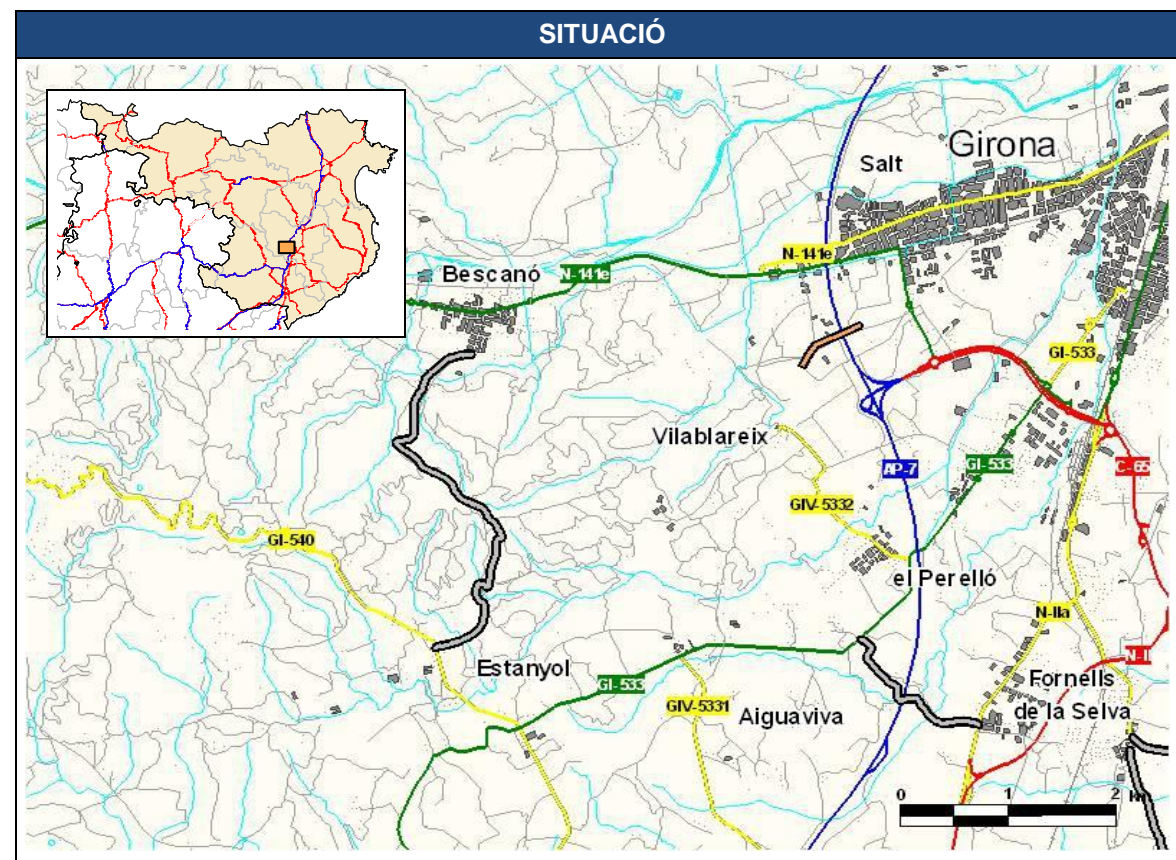 SITUACIÓ
Girona
Salt
N-141e
Bescanó
N-141e
GI-533
Vilablareix
AP-7
GI-533
C-65
GIV-5332
GI-540
el Perelló
N-IIa
N-II
Estanyol
GI-533
Fornells
de la Selva
GIV-5331
Aiguaviva
0 1 2 km